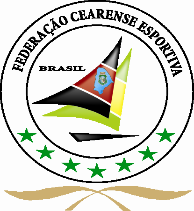 FEDERAÇÃO CEARENSE ESPORTIVA
BRASIL